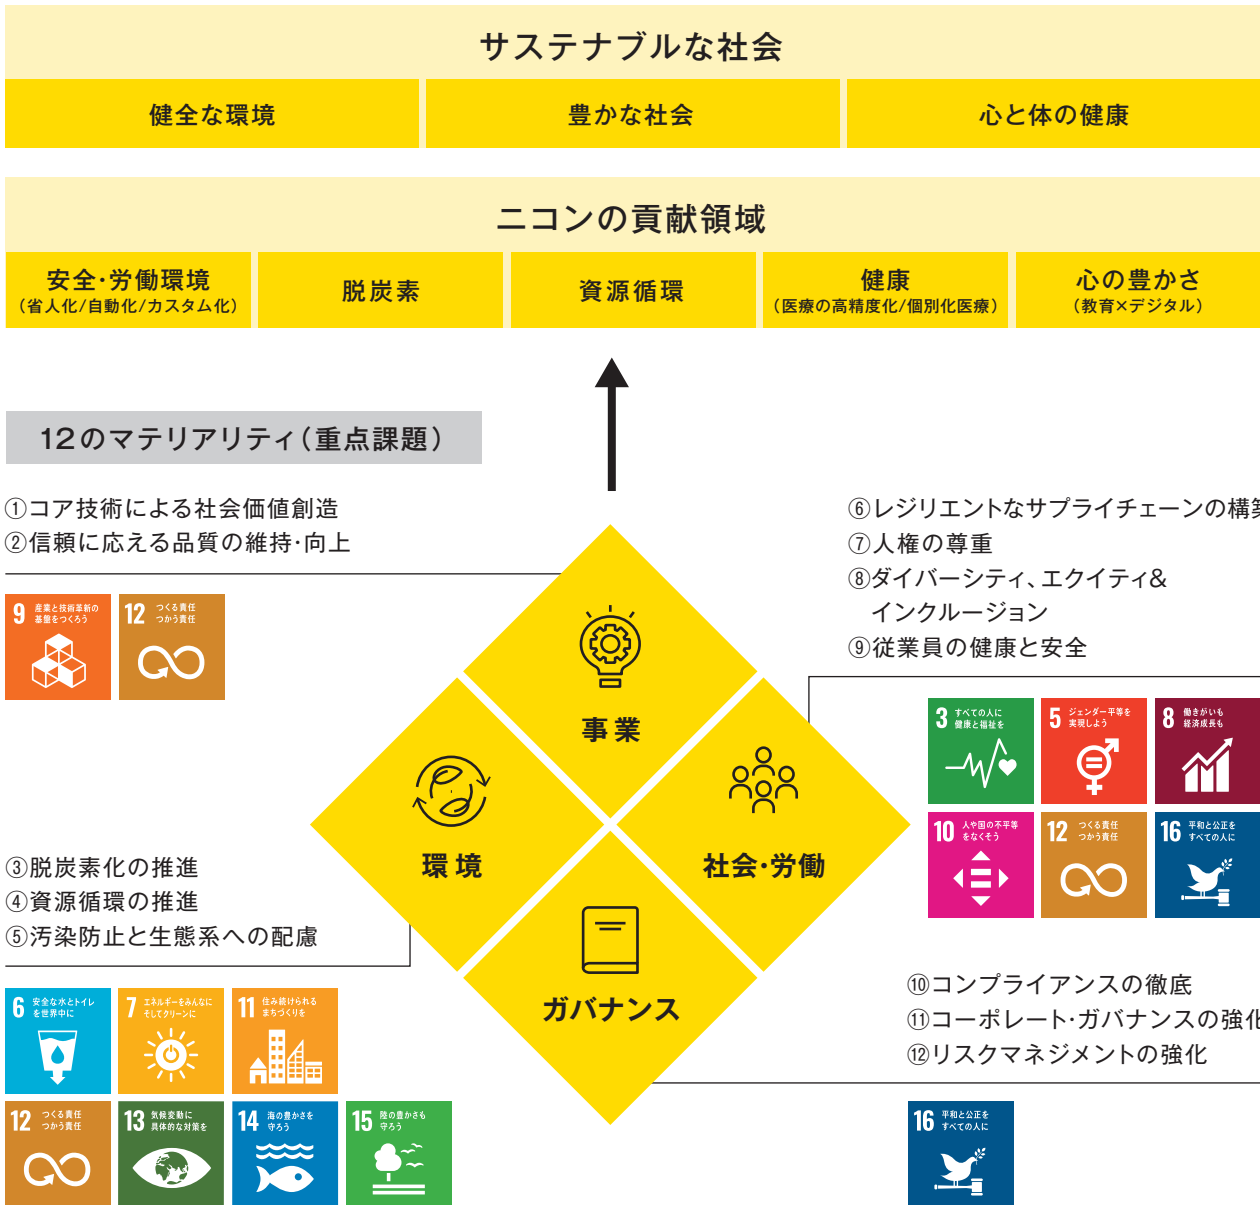 サステナブルな社会
健全な環境
豊かな社会
心と体の健康
ニコンの貢献領域
安全・労働環境
（省人化/自動化/カスタム化）
脱炭素
資源循環
健康
（医療の高精度化/個別化医療）
心の豊かさ
（教育×デジタル）
12のマテリアリティ（重点課題）
①コア技術による社会価値創造
②信頼に応える品質の維持・向上
9 産業と技術革新の
基盤をつくろう
12 つくる責任
つかう責任
⑥レジリエントなサプライチェーンの構築
⑦人権の尊重
⑧ダイバーシティ、エクイティ&
インクルージョン
⑨従業員の健康と安全
3 すべての人に
健康と福祉を
5 ジェンダー平等を
実現しよう
8 働きがいも
経済成長も
10 人や国の不平等
をなくそう
12 つくる責任
つかう責任
16 平和と公正を
すべての人に
事業
環境
社会・労働
ガバナンス
③脱炭素化の推進
④資源循環の推進
⑤汚染防止と生態系への配慮
6 安全な水とトイレ
を世界中に
7 エネルギーをみんなに
そしてクリーンに
11 住み続けられる
まちづくりを
12 つくる責任
つかう責任
13 気候変動に
具体的な対策を
14 海の豊かさを
守ろう
15 陸の豊かさも
守ろう
⑩コンプライアンスの徹底
⑪コーポレート・ガバナンスの強化
⑫リスクマネジメントの強化
16 平和と公正を
すべての人に